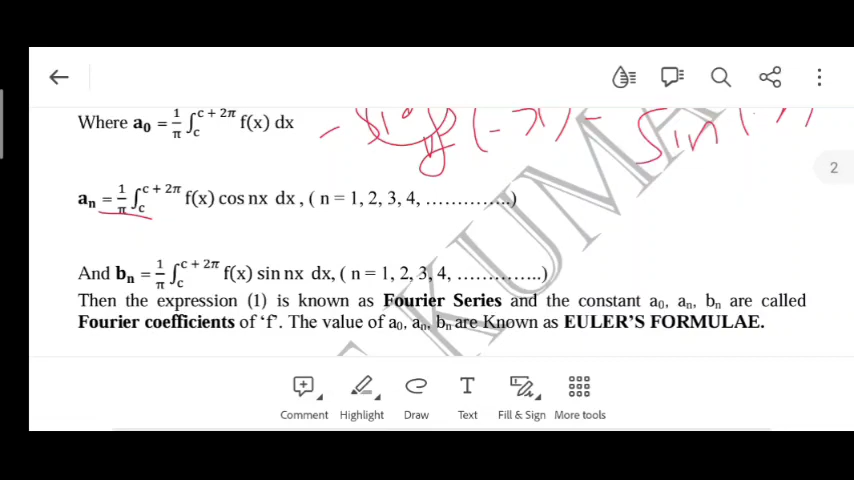 Where a₀ = 1/π ∫_c^{c + 2π} f(x) dx
sin
2
aₙ = 1/π ∫_c^{c + 2π} f(x) cos nx dx , ( n = 1, 2, 3, 4, ………….)
And bₙ = 1/π ∫_c^{c + 2π} f(x) sin nx dx, ( n = 1, 2, 3, 4, …………..)
Then the expression (1) is known as Fourier Series and the constant a₀, aₙ, bₙ are called
Fourier coefficients of ‘f’. The value of a₀, aₙ, bₙ are Known as EULER’S FORMULAE.
KUMA
Comment Highlight Draw Text Fill & Sign More tools